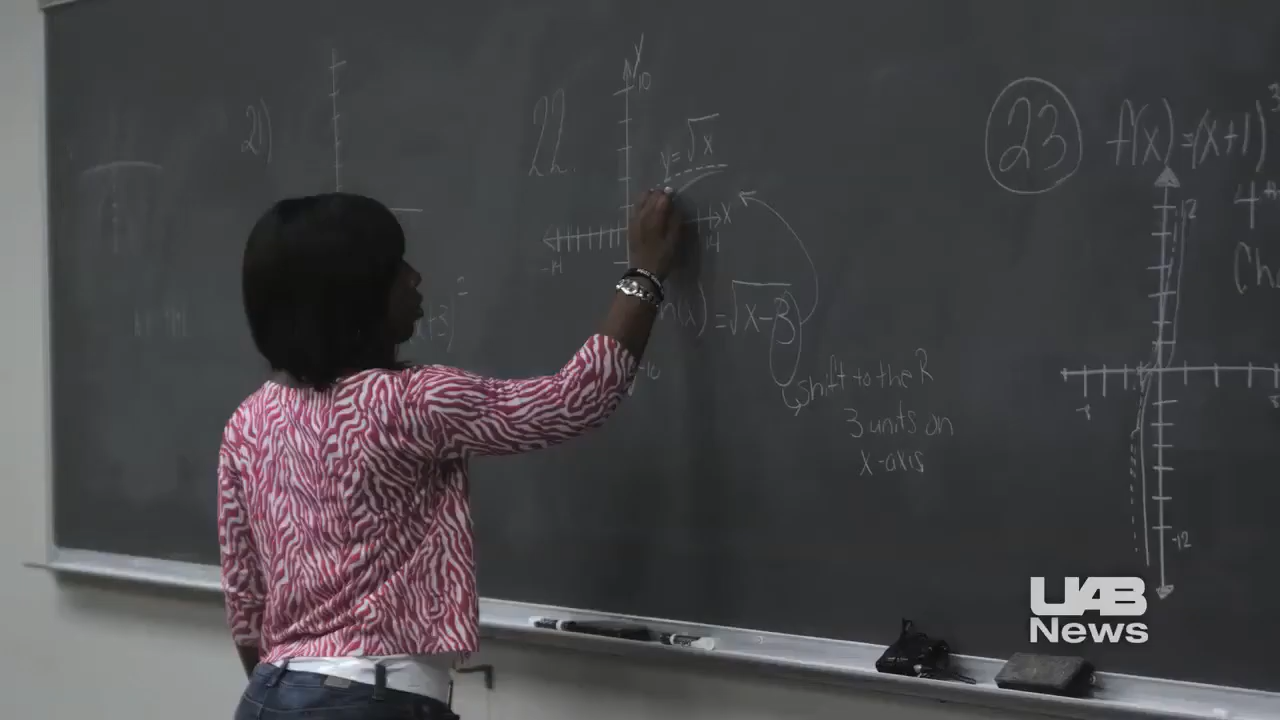 21)
22.
y
10
y=√x
x
-14
14
h(x) = √x-3
-10
shift to the R
3 units on
x-axis
23
f(x)=(x+1)³
12
-12
UAB
News